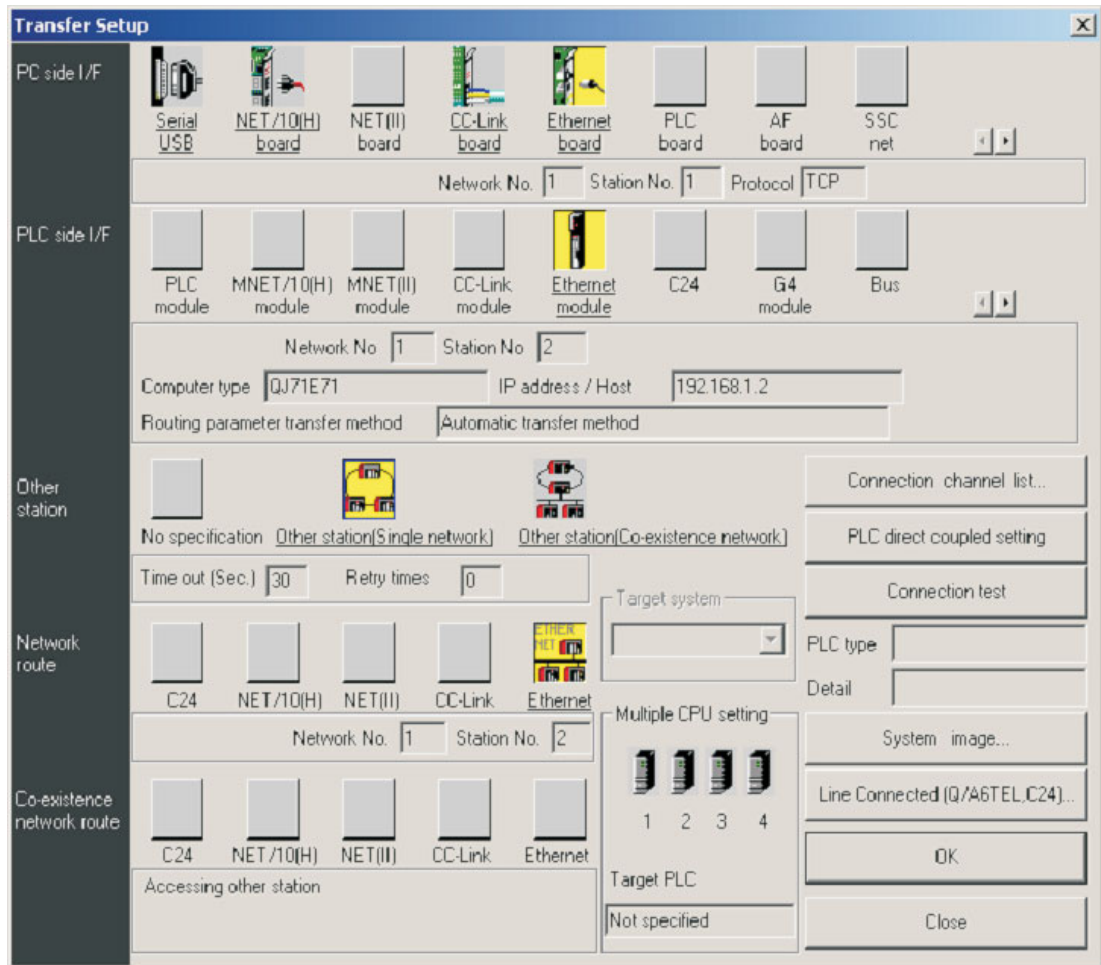 Transfer Setup
PC side I/F
Serial USB
NET/10(H) board
NET(II) board
CC-Link board
Ethernet board
PLC board
AF board
SSC net
Network No. 1 Station No. 1 Protocol TCP
PLC side I/F
PLC module
MNET/10(H) module
MNET(II) module
CC-Link module
Ethernet module
C24
G4 module
Bus
Network No 1 Station No 2
Computer type QJ71E71 IP address / Host 192.168.1.2
Routing parameter transfer method Automatic transfer method
Other station
No specification Other station(Single network) Other station(Co-existence network)
Time out (Sec.) 30 Retry times 0
Network route
ETHER NET
C24 NET/10(H) NET(II) CC-Link Ethernet
Network No. 1 Station No. 2
Co-existence network route
C24 NET/10(H) NET(II) CC-Link Ethernet
Accessing other station
Target system
Multiple CPU setting
1 2 3 4
Target PLC
Not specified
Connection channel list...
PLC direct coupled setting
Connection test
PLC type
Detail
System image...
Line Connected (Q/A6TEL,C24)...
OK
Close